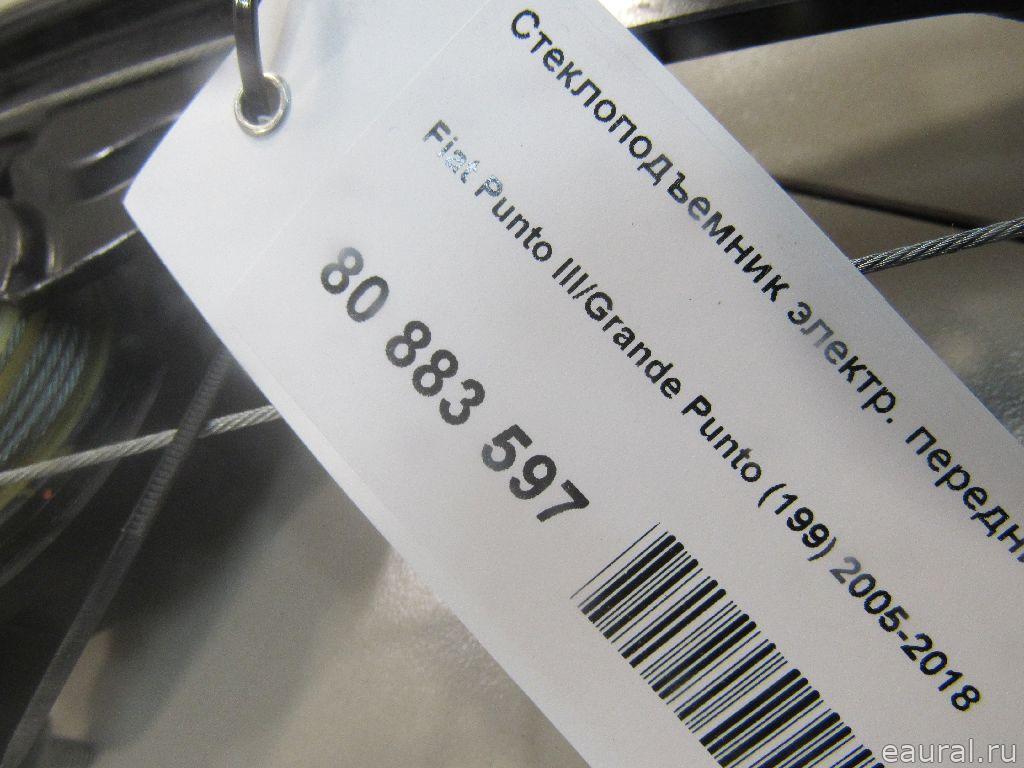 Стеклоподъемник электр. передн
Fiat Punto III/Grande Punto (199) 2005-2018
80 883 597
eaural.ru